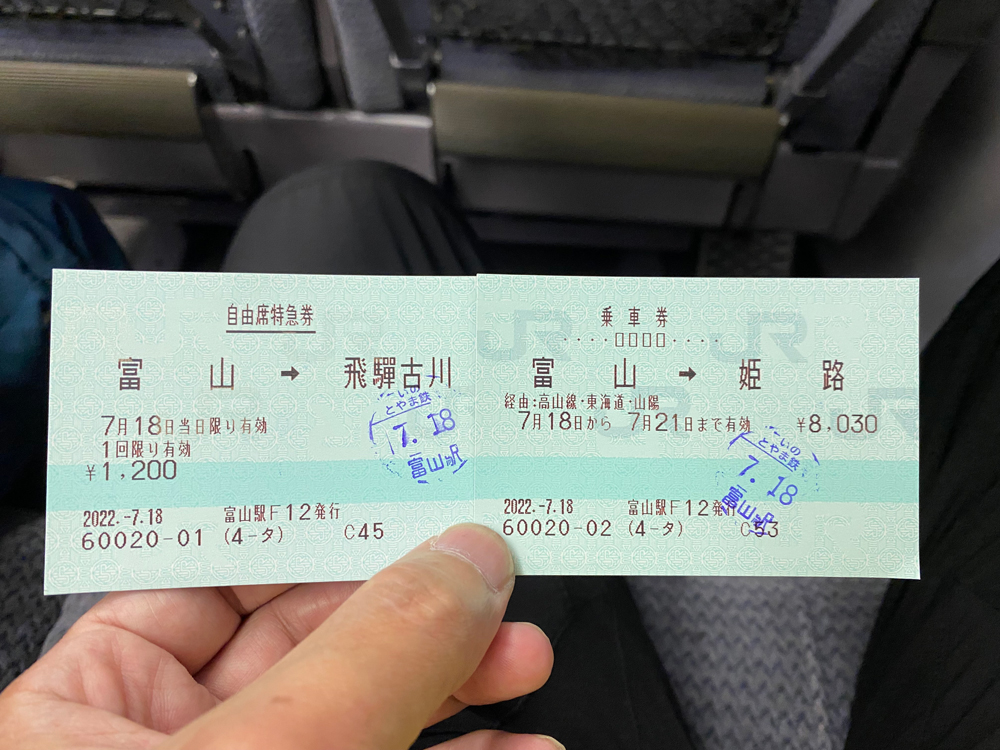 自由席特急券
富山 → 飛驒古川
7月18日当日限り有効
1回限り有効
¥1,200
2022.-7.18 富山駅F12発行
60020-01 (4-タ) C45
とやま鉄
7.18
富山駅
乗車券
・・・・□□□□・・・・
富山 → 姫路
経由:高山線・東海道・山陽
7月18日から 7月21日まで有効 ¥8,030
2022.-7.18 富山駅F12発行
60020-02 (4-タ) C53
いの
とやま鉄
7.18
富山駅
JR
JR